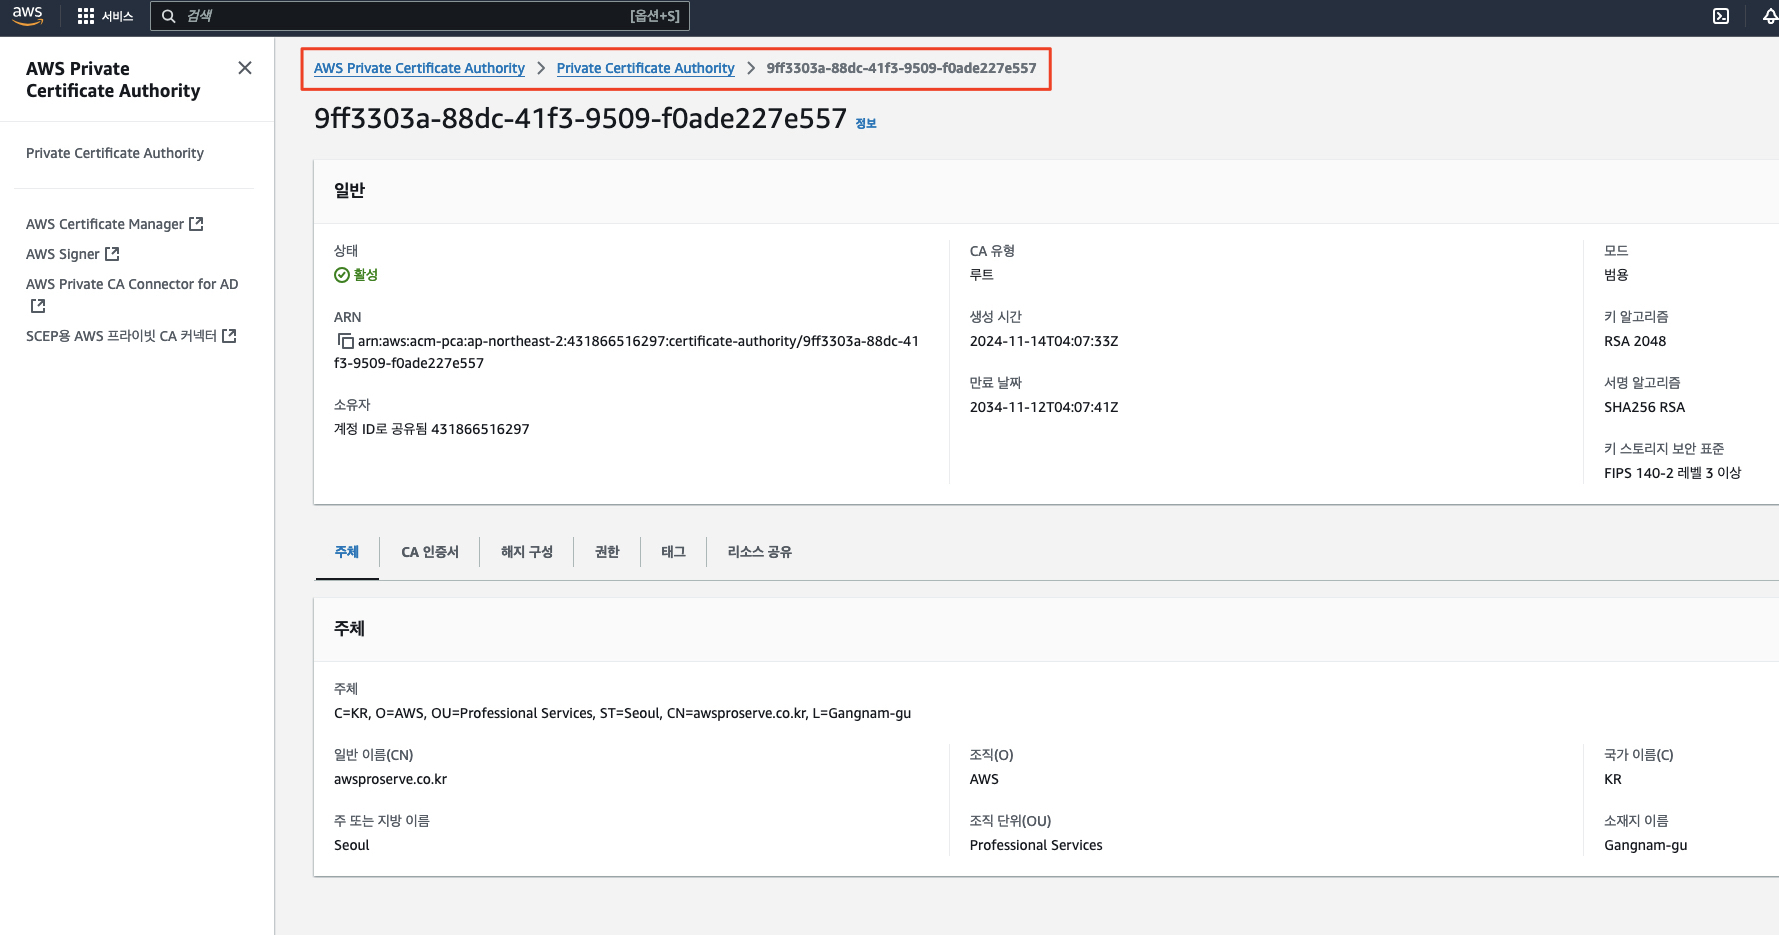 aws
서비스
검색
[옵션+S]
AWS Private
Certificate Authority
Private Certificate Authority
AWS Certificate Manager
AWS Signer
AWS Private CA Connector for AD
SCEP용 AWS 프라이빗 CA 커넥터
AWS Private Certificate Authority > Private Certificate Authority > 9ff3303a-88dc-41f3-9509-f0ade227e557
9ff3303a-88dc-41f3-9509-f0ade227e557 정보
일반
상태
활성
ARN
arn:aws:acm-pca:ap-northeast-2:431866516297:certificate-authority/9ff3303a-88dc-41
f3-9509-f0ade227e557
소유자
계정 ID로 공유됨 431866516297
CA 유형
루트
생성 시간
2024-11-14T04:07:33Z
만료 날짜
2034-11-12T04:07:41Z
모드
범용
키 알고리즘
RSA 2048
서명 알고리즘
SHA256 RSA
키 스토리지 보안 표준
FIPS 140-2 레벨 3 이상
주체
CA 인증서
해지 구성
권한
태그
리소스 공유
주체
주체
C=KR, O=AWS, OU=Professional Services, ST=Seoul, CN=awsproserve.co.kr, L=Gangnam-gu
일반 이름(CN)
awsproserve.co.kr
주 또는 지방 이름
Seoul
조직(O)
AWS
조직 단위(OU)
Professional Services
국가 이름(C)
KR
소재지 이름
Gangnam-gu